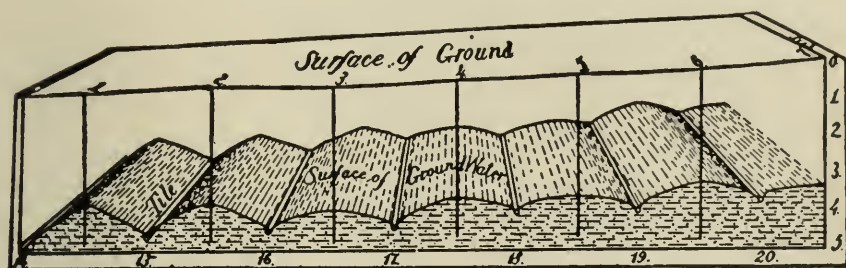 Surface of Ground
1 2 3. 4. 5 6 0
1.
2.
Tile Surface of Ground Water
3.
4.
5.
15. 16. 17. 18. 19. 20.